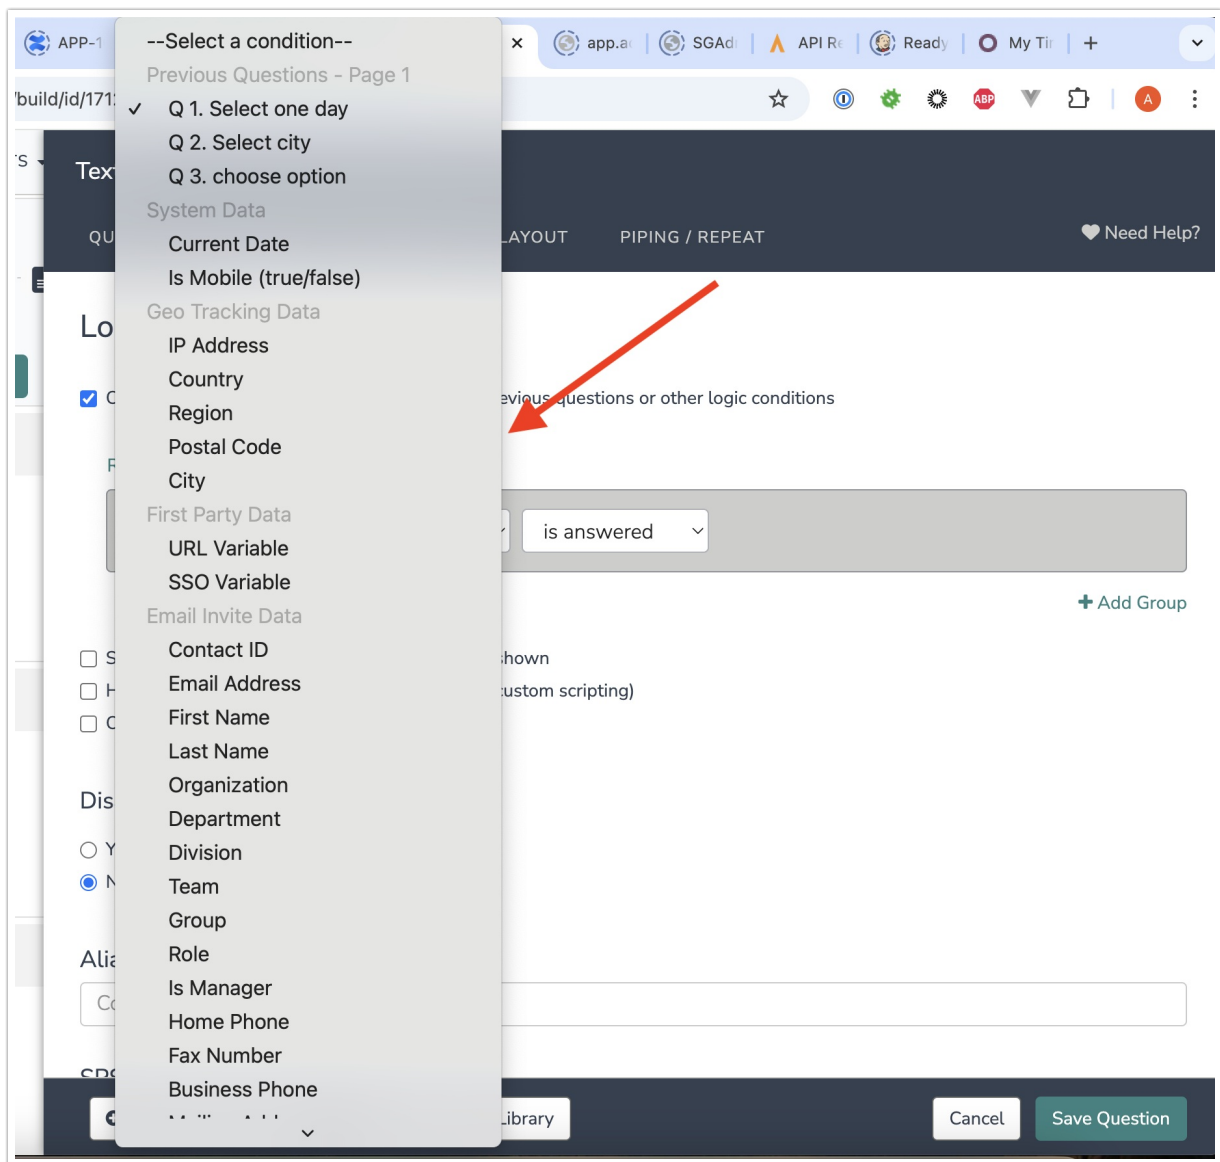 APP-1
--Select a condition--
app.a
SGAd
API Re
Ready
My Ti
Previous Questions - Page 1
build/id/171
✓ Q 1. Select one day
ABP
A
Q 2. Select city
Q 3. choose option
System Data
QU
LAYOUT
PIPING / REPEAT
Need Help?
Current Date
Is Mobile (true/false)
Geo Tracking Data
Lo
IP Address
Country
evious questions or other logic conditions
Region
Postal Code
City
First Party Data
is answered
URL Variable
SSO Variable
+ Add Group
Email Invite Data
Contact ID
shown
Email Address
custom scripting)
First Name
Last Name
Organization
Dis
Department
Division
Team
Group
Role
Alia
Is Manager
Co
Home Phone
Fax Number
Business Phone
Library
Cancel
Save Question